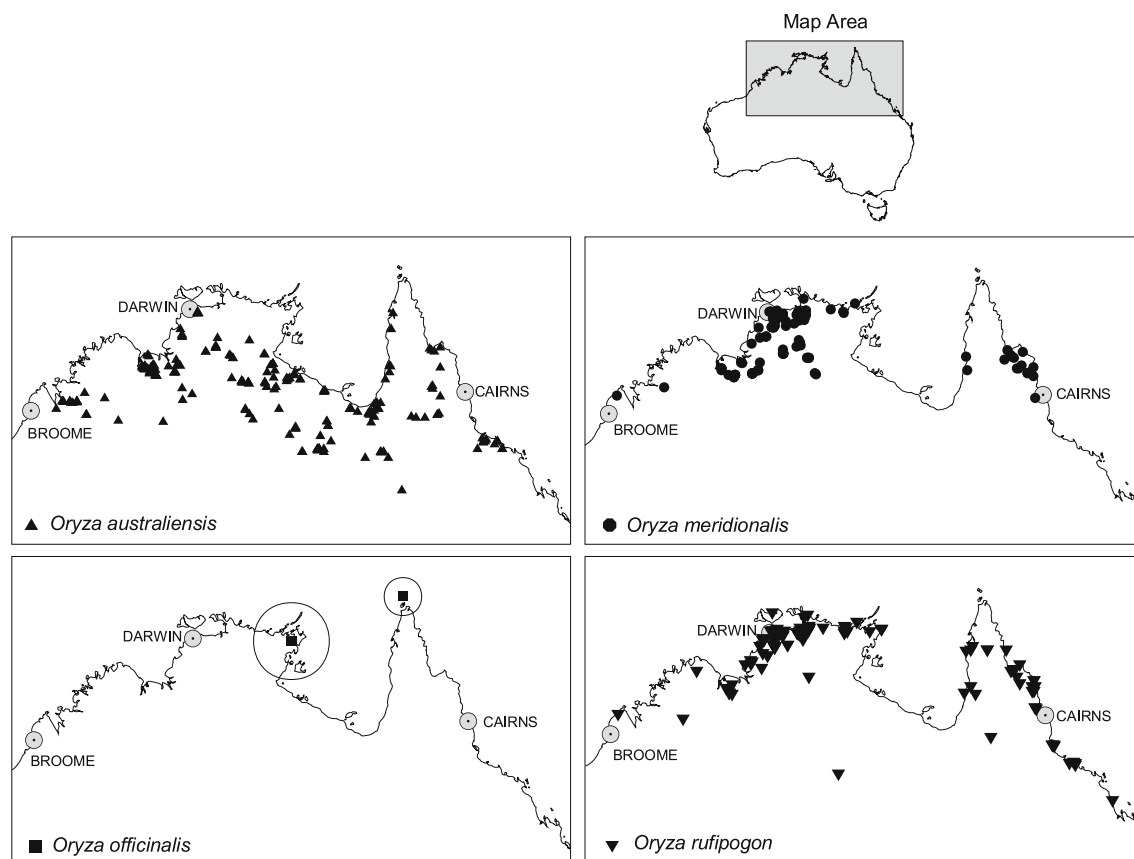 Map Area
DARWIN
CAIRNS
BROOME
Oryza australiensis
DARWIN
CAIRNS
BROOME
Oryza meridionalis
DARWIN
CAIRNS
BROOME
Oryza officinalis
DARWIN
CAIRNS
BROOME
Oryza rufipogon